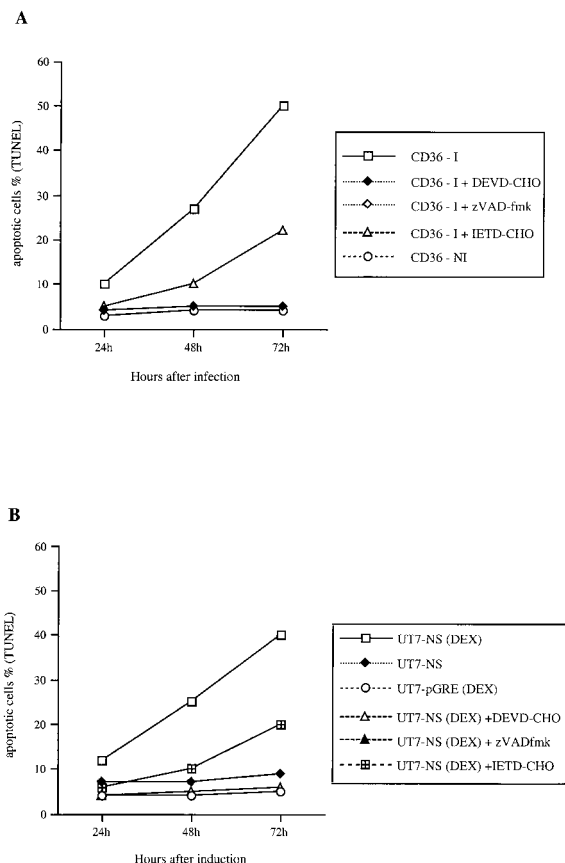 A
60
50
40
30
20
10
0
apoptotic cells % (TUNEL)
24h 48h 72h
Hours after infection
CD36 - I
CD36 - I + DEVD-CHO
CD36 - I + zVAD-fmk
CD36 - I + IETD-CHO
CD36 - NI
B
60
50
40
30
20
10
0
apoptotic cells % (TUNEL)
24h 48h 72h
Hours after induction
UT7-NS (DEX)
UT7-NS
UT7-pGRE (DEX)
UT7-NS (DEX) +DEVD-CHO
UT7-NS (DEX) + zVADfmk
UT7-NS (DEX) +IETD-CHO